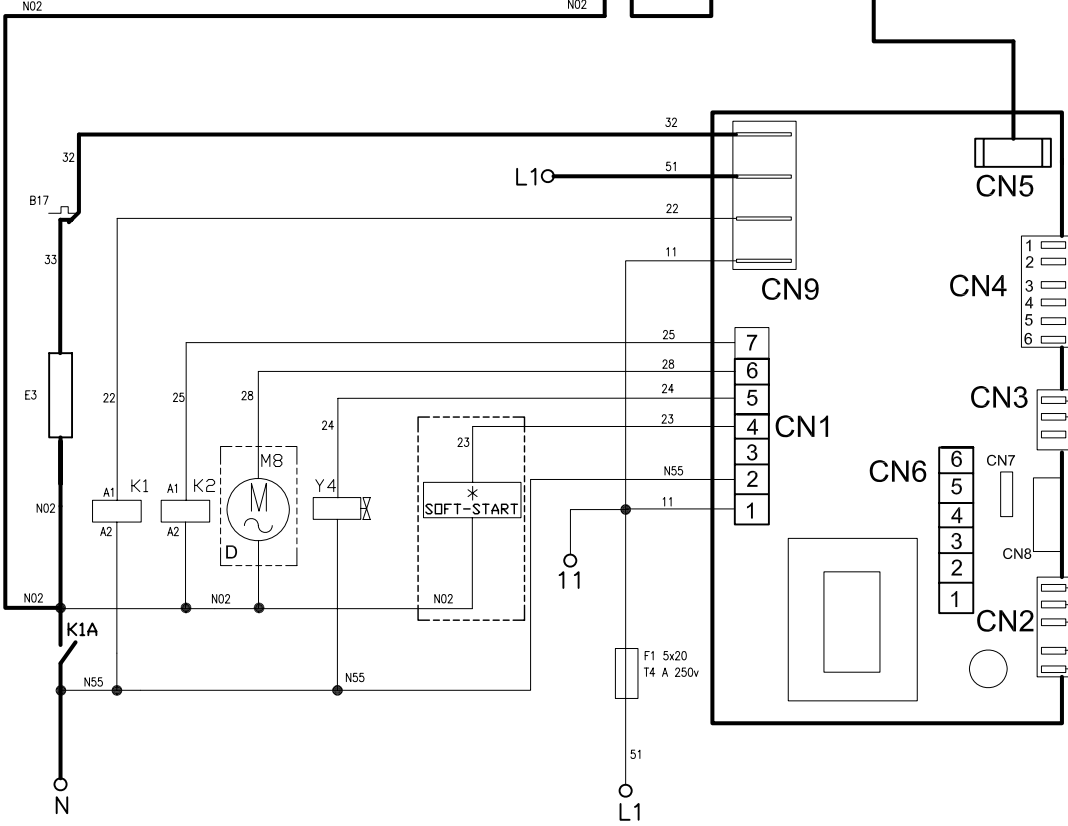 N02 N02
32
32
51
L1
B17
22
33
11
CN5
CN9
1
2
CN4
3
4
5
6
25
7
28
6
E3
22
25
28
24
24
5
CN3
23
4
CN1
23
3
M8
N55
2
CN6
6
CN7
A1 K1
A1 K2
M
Y4
*
SOFT-START
5
11
1
4
N02
A2
A2
D
3
CN8
11
2
N02
N02
1
CN2
K1A
F1 5x20
T4 A 250v
N55
N55
51
N
L1